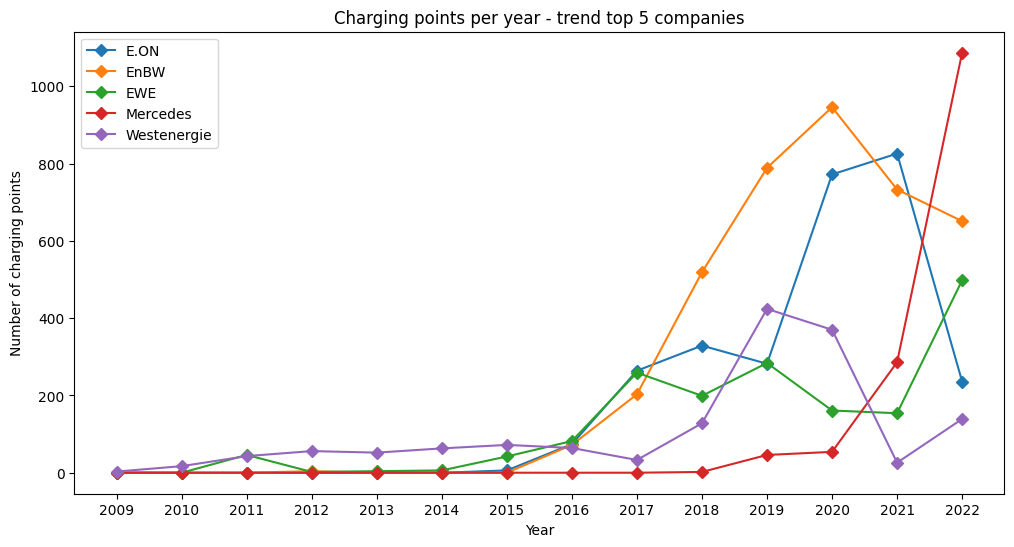 Charging points per year - trend top 5 companies
E.ON
EnBW
EWE
Mercedes
Westenergie
Number of charging points
1000
800
600
400
200
0
2009 2010 2011 2012 2013 2014 2015 2016 2017 2018 2019 2020 2021 2022
Year